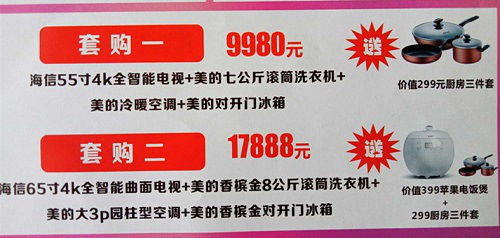 套购一 9980元 送
海信55寸4k全智能电视+美的七公斤滚筒洗衣机+
美的冷暖空调+美的对开门冰箱
价值299元厨房三件套
套购二 17888元 送
海信65寸4k全智能曲面电视+美的香槟金8公斤滚筒洗衣机+
美的大3p园柱型空调+美的香槟金对开门冰箱
价值399苹果电饭煲
+
299厨房三件套